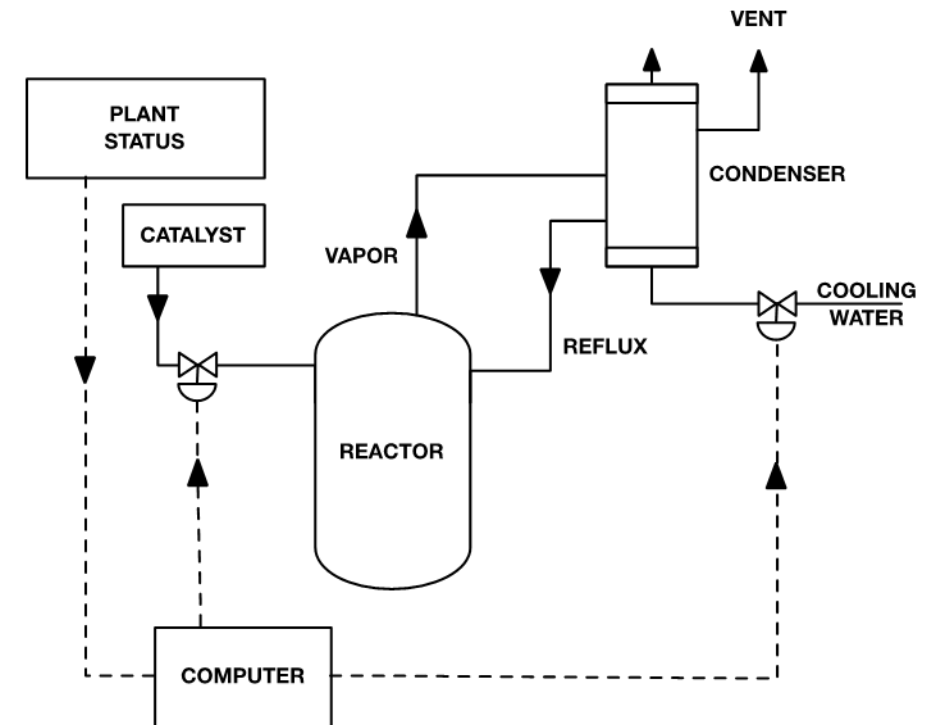 VENT
PLANT
STATUS
CONDENSER
CATALYST
VAPOR
COOLING
WATER
REFLUX
REACTOR
COMPUTER